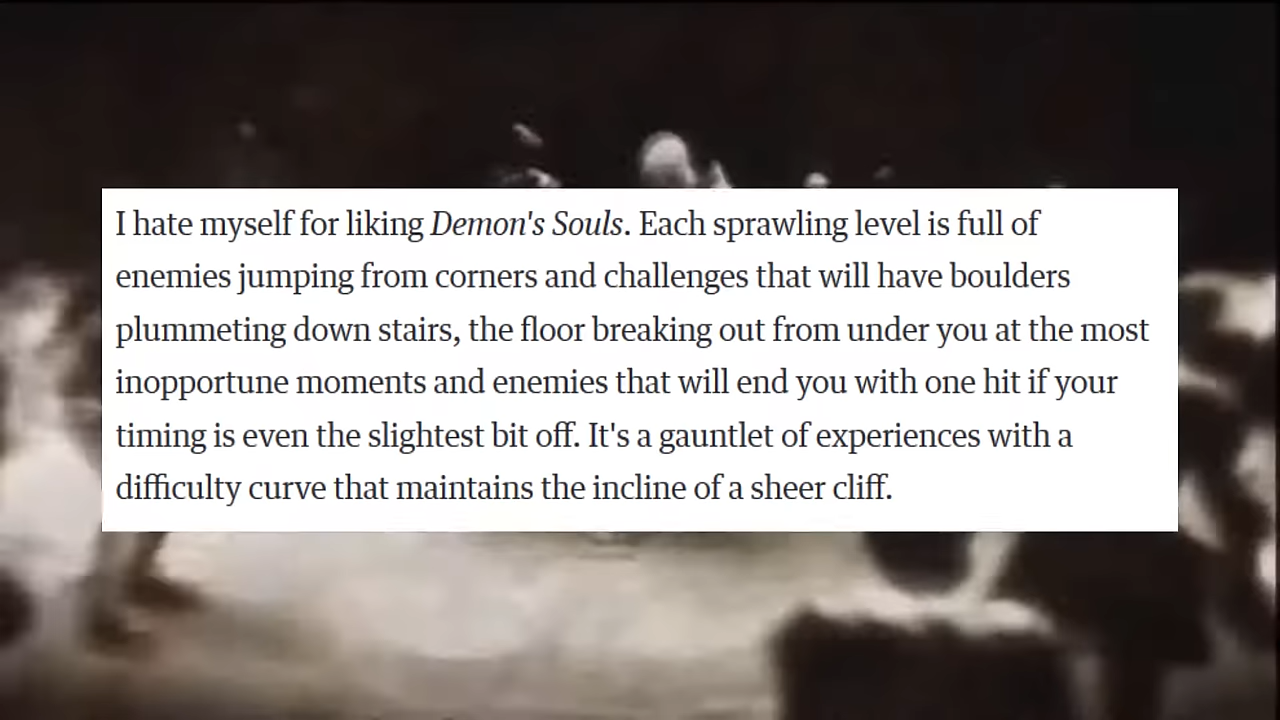 I hate myself for liking Demon's Souls. Each sprawling level is full of
enemies jumping from corners and challenges that will have boulders
plummeting down stairs, the floor breaking out from under you at the most
inopportune moments and enemies that will end you with one hit if your
timing is even the slightest bit off. It's a gauntlet of experiences with a
difficulty curve that maintains the incline of a sheer cliff.